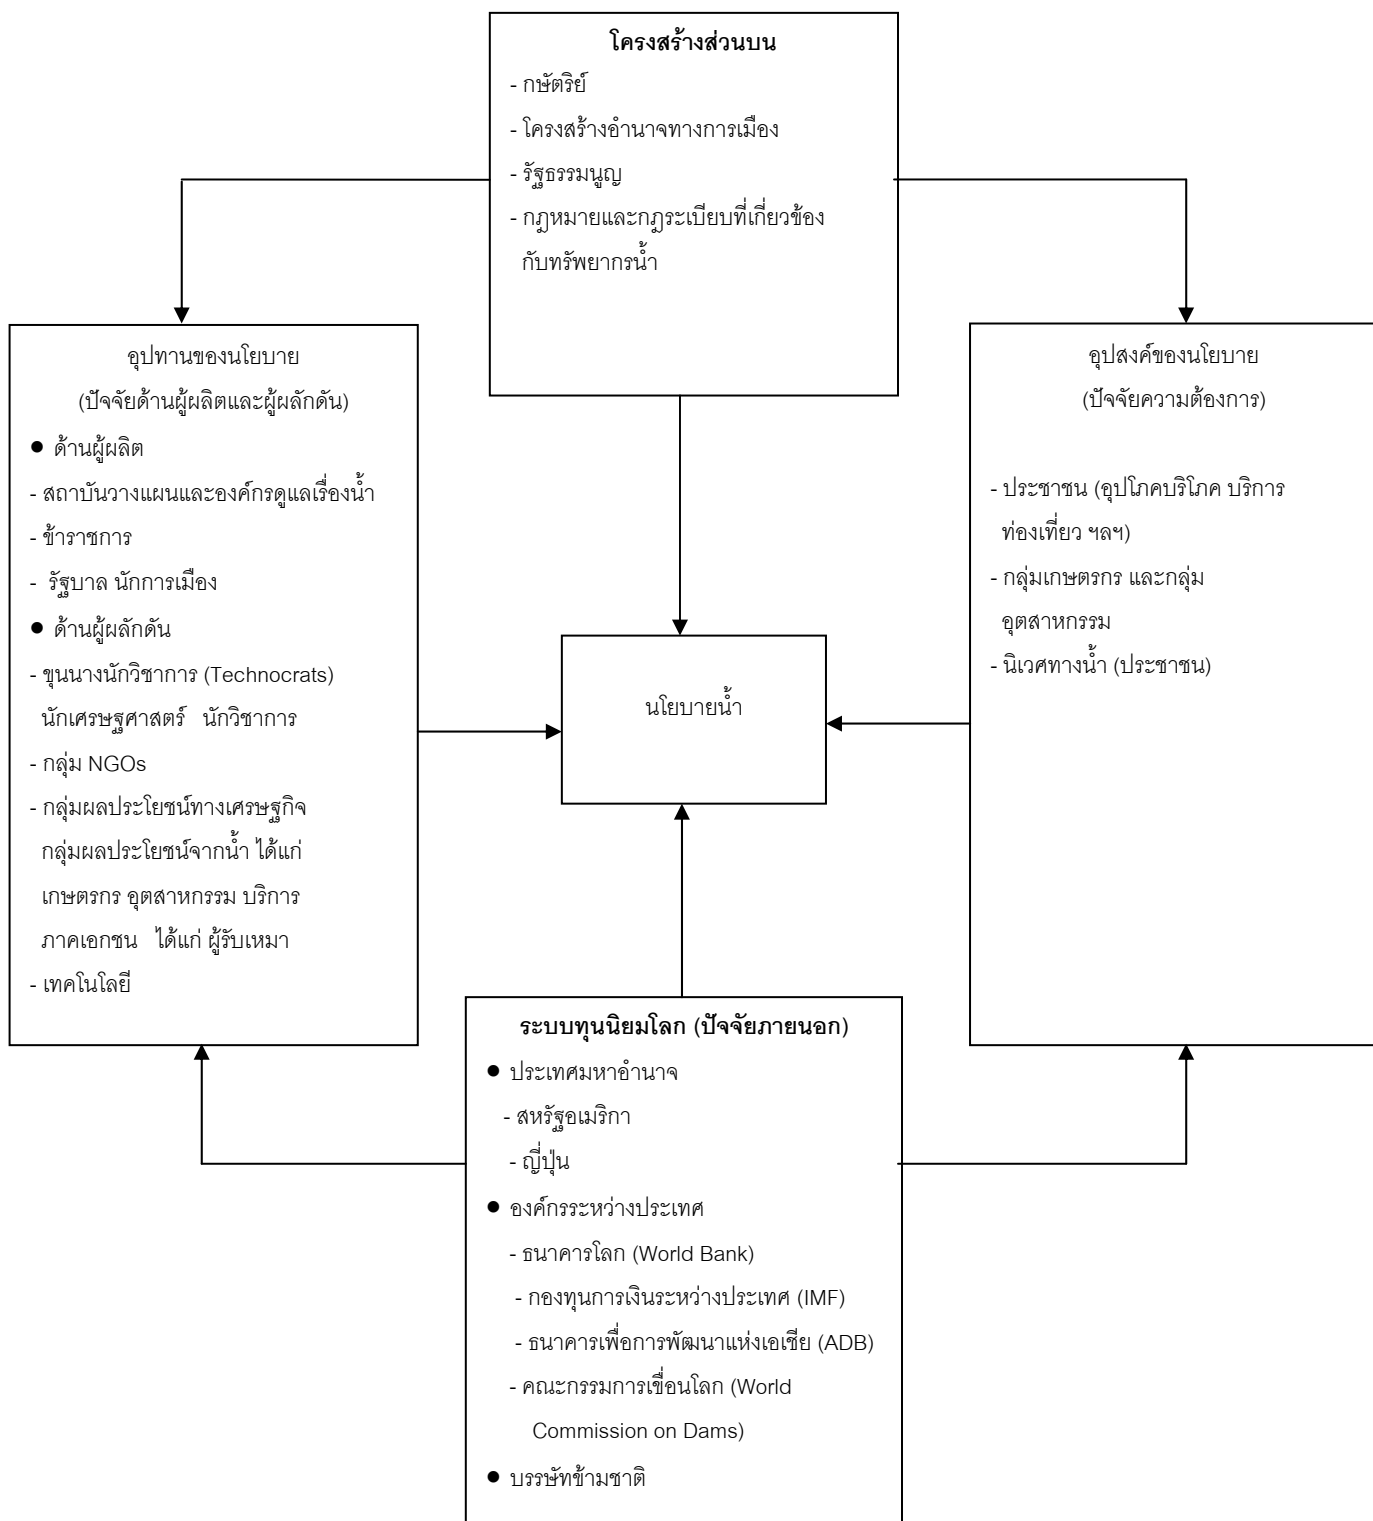 โครงสร้างส่วนบน
- กษัตริย์
- โครงสร้างอำนาจทางการเมือง
- รัฐธรรมนูญ
- กฎหมายและกฎระเบียบที่เกี่ยวข้อง
กับทรัพยากรน้ำ
อุปทานของนโยบาย
(ปัจจัยด้านผู้ผลิตและผู้ผลักดัน)
● ด้านผู้ผลิต
- สถาบันวางแผนและองค์กรดูแลเรื่องน้ำ
- ข้าราชการ
- รัฐบาล นักการเมือง
● ด้านผู้ผลักดัน
- ขุนนางนักวิชาการ (Technocrats)
นักเศรษฐศาสตร์ นักวิชาการ
- กลุ่ม NGOs
- กลุ่มผลประโยชน์ทางเศรษฐกิจ
กลุ่มผลประโยชน์จากน้ำ ได้แก่
เกษตรกร อุตสาหกรรม บริการ
ภาคเอกชน ได้แก่ ผู้รับเหมา
- เทคโนโลยี
นโยบายน้ำ
อุปสงค์ของนโยบาย
(ปัจจัยความต้องการ)
- ประชาชน (อุปโภคบริโภค บริการ
ท่องเที่ยว ฯลฯ)
- กลุ่มเกษตรกร และกลุ่ม
อุตสาหกรรม
- นิเวศทางน้ำ (ประชาชน)
ระบบทุนนิยมโลก (ปัจจัยภายนอก)
● ประเทศมหาอำนาจ
- สหรัฐอเมริกา
- ญี่ปุ่น
● องค์กรระหว่างประเทศ
- ธนาคารโลก (World Bank)
- กองทุนการเงินระหว่างประเทศ (IMF)
- ธนาคารเพื่อการพัฒนาแห่งเอเชีย (ADB)
- คณะกรรมการเขื่อนโลก (World
Commission on Dams)
● บรรษัทข้ามชาติ